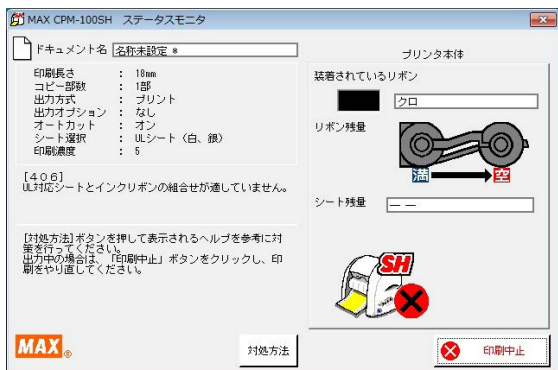 MAX CPM-100SH ステータスモニタ
ドキュメント名 名称未設定 *
印刷長さ : 18mm
コピー部数 : 1部
出力方式 : プリント
出力オプション : なし
オートカット : オン
シート選択 : ULシート(白、銀)
印刷濃度 : 5
[406]
UL対応シートとインクリボンの組合せが適していません。
[対処方法]ボタンを押して表示されるヘルプを参考に対
策を行ってください。
出力中の場合は、「印刷中止」ボタンをクリックし、印
刷をやり直してください。
MAX®
対処方法
プリンタ本体
装着されているリボン
クロ
リボン残量
満 空
シート残量 ― ―
SH
印刷中止